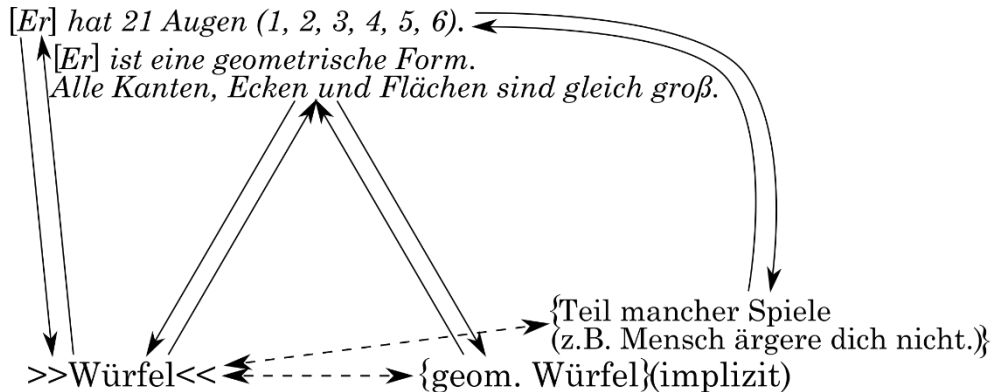 [Er] hat 21 Augen (1, 2, 3, 4, 5, 6).
[Er] ist eine geometrische Form.
Alle Kanten, Ecken und Flächen sind gleich groß.
{Teil mancher Spiele
(z.B. Mensch ärgere dich nicht.)}
>>Würfel<< {geom. Würfel}(implizit)